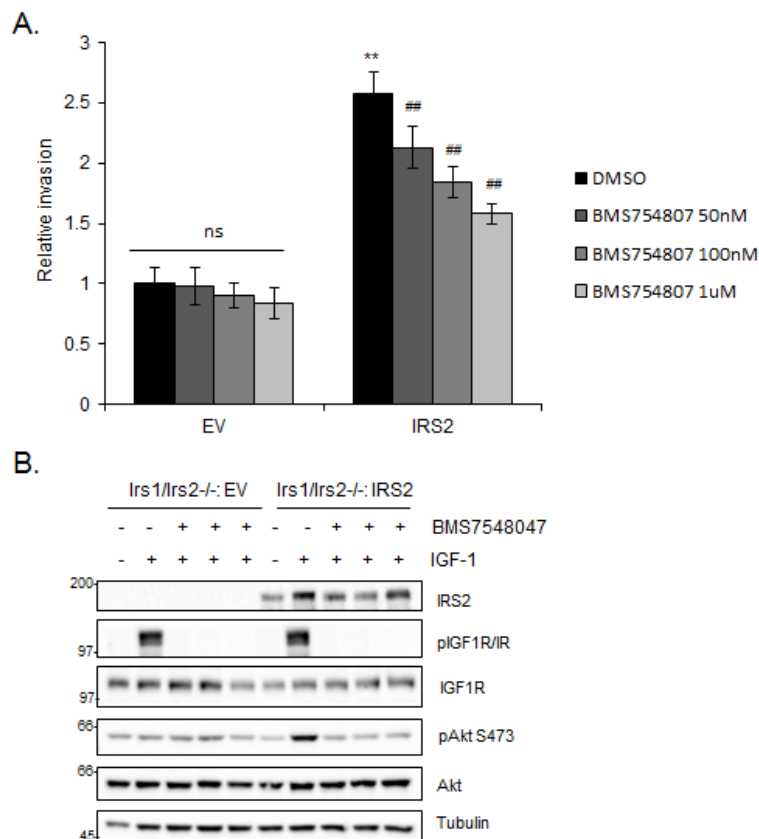 A.
3
2.5
2
1.5
1
0.5
0
Relative invasion
ns
**
##
##
##
EV
IRS2
DMSO
BMS754807 50nM
BMS754807 100nM
BMS754807 1uM
B.
Irs1/Irs2-/-: EV Irs1/Irs2-/-: IRS2
- - + + + - - + + + BMS7548047
- + + + + - + + + + IGF-1
200 IRS2
97 pIGF1R/IR
97 IGF1R
66 pAkt S473
66 Akt
45 Tubulin